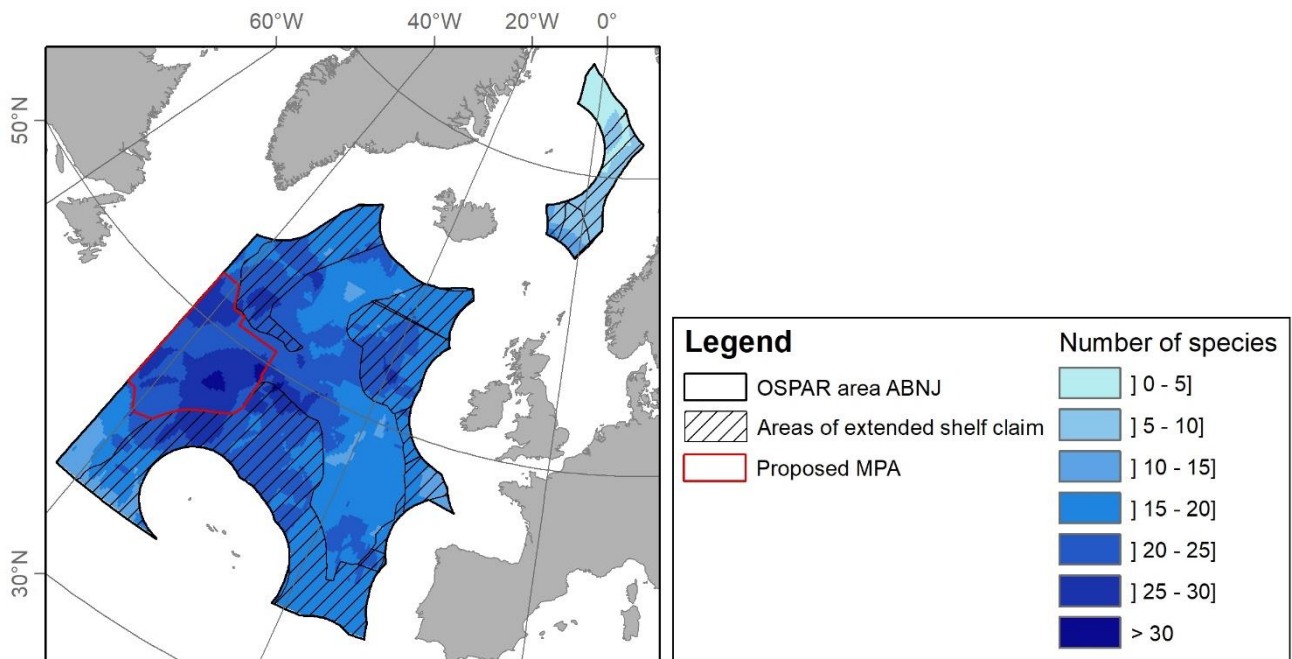 60°W 40°W 20°W 0°
50°N
30°N
Legend
OSPAR area ABNJ
Areas of extended shelf claim
Proposed MPA
Number of species
] 0 - 5]
] 5 - 10]
] 10 - 15]
] 15 - 20]
] 20 - 25]
] 25 - 30]
> 30